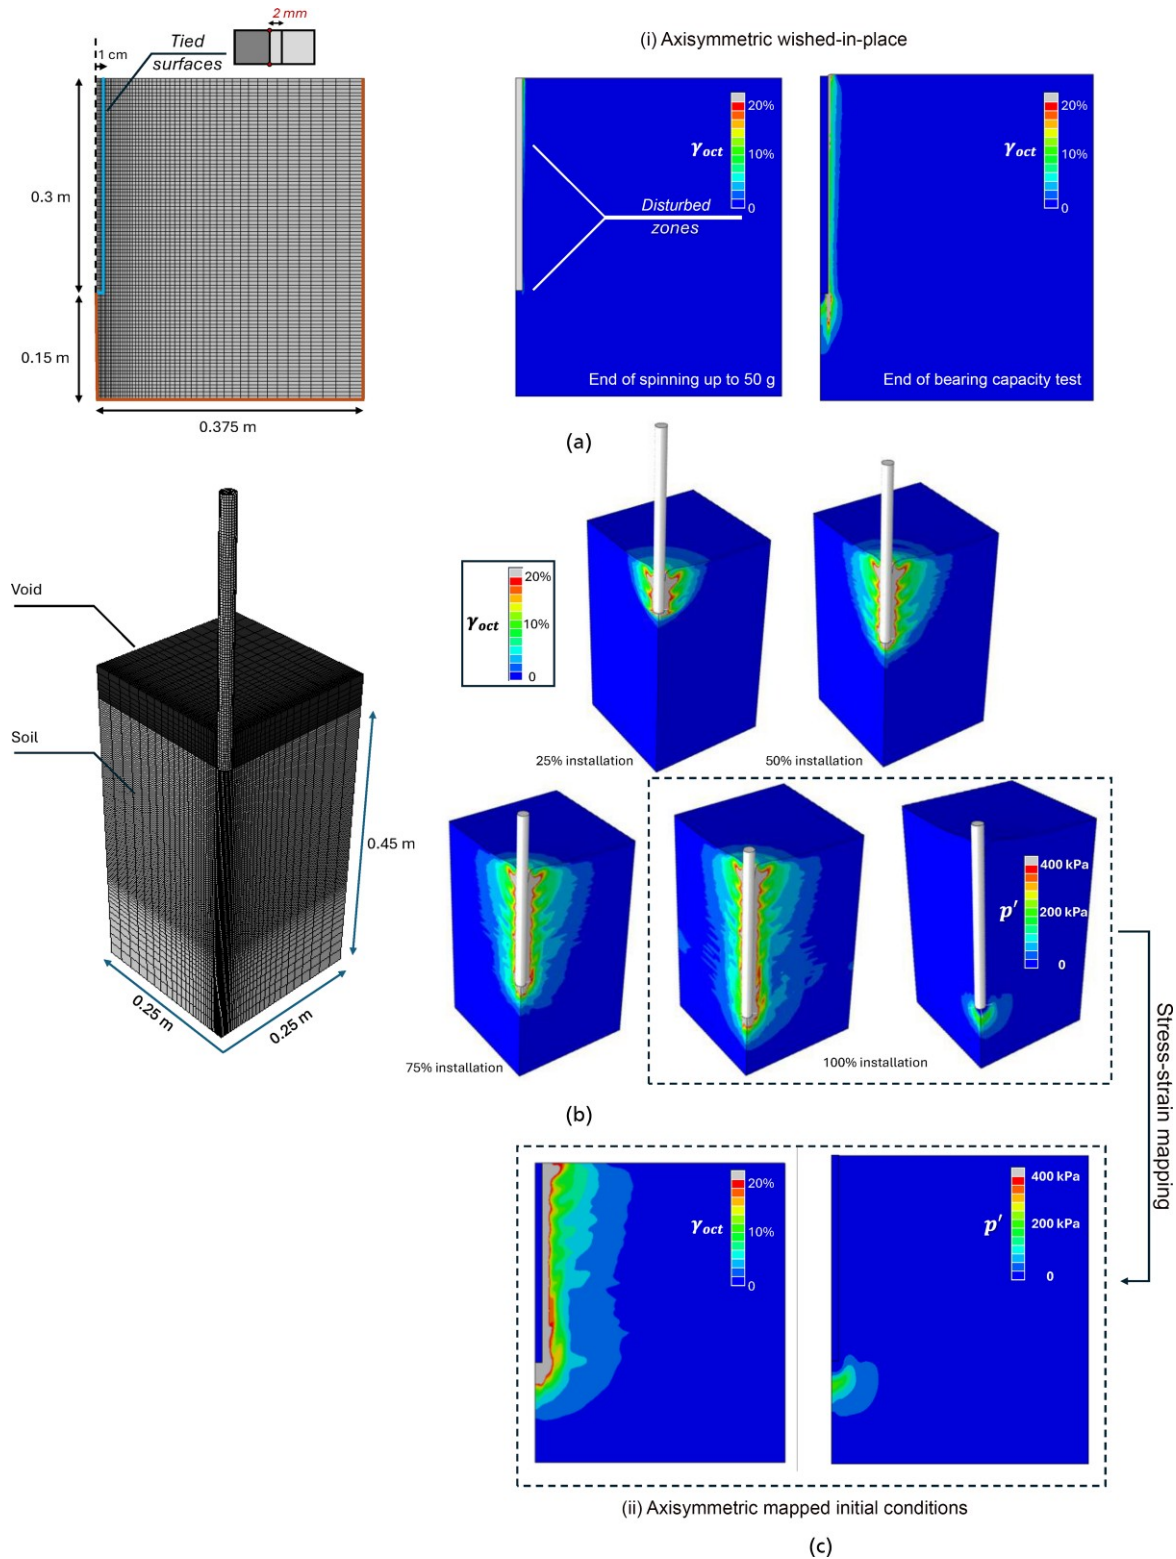 2 mm
Tied
surfaces
1 cm
0.3 m
0.15 m
0.375 m
(i) Axisymmetric wished-in-place
20%
γoct
10%
0
Disturbed
zones
End of spinning up to 50 g
20%
γoct
10%
0
End of bearing capacity test
(a)
Void
Soil
0.45 m
0.25 m
0.25 m
20%
γoct
10%
0
25% installation
50% installation
75% installation
400 kPa
p′
200 kPa
0
100% installation
Stress-strain mapping
(b)
20%
γoct
10%
0
400 kPa
p′
200 kPa
0
(ii) Axisymmetric mapped initial conditions
(c)